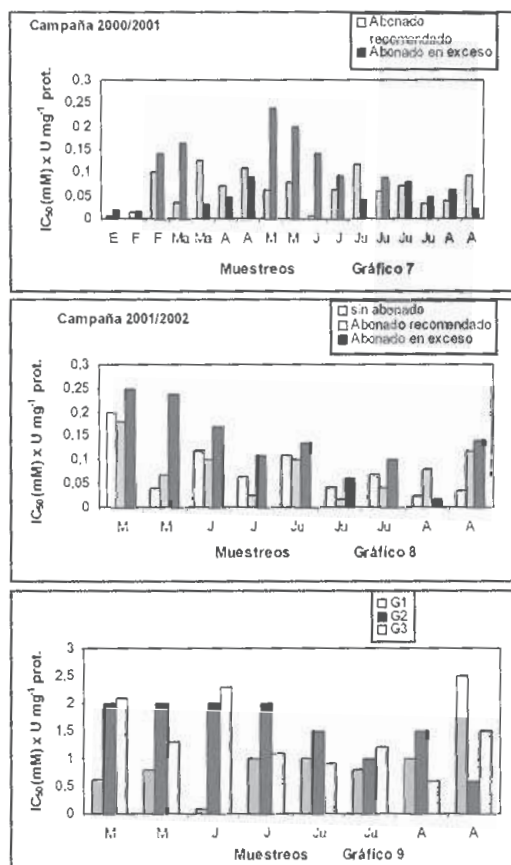 Campaña 2000/2001
Abonado recomendado
Abonado en exceso
IC50 (mM) x U mg-1 prot.
0,3
0,25
0,2
0,15
0,1
0,05
0
E F F Ma Ma A A M M J J Ju Ju Ju Ju A A
Muestreos Gráfico 7
Campaña 2001/2002
sin abonado
Abonado recomendado
Abonado en exceso
IC50 (mM) x U mg-1 prot.
0,3
0,25
0,2
0,15
0,1
0,05
0
M M J J Ju Ju Ju A A
Muestreos Gráfico 8
G1
G2
G3
IC50 (mM) x U mg-1 prot.
3
2,5
2
1,5
1
0,5
0
M M J J Ju Ju A A
Muestreos Gráfico 9